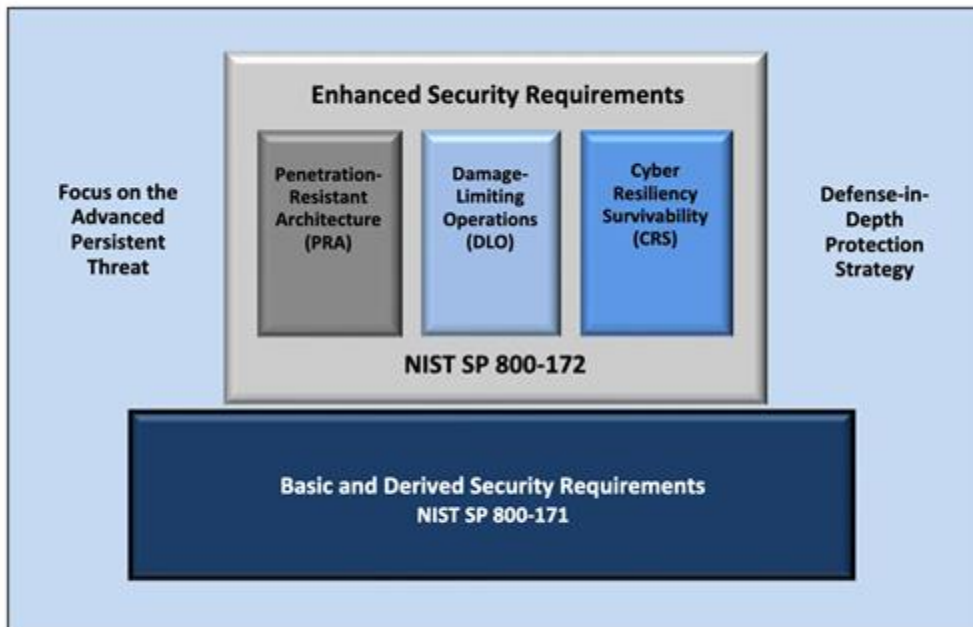 Enhanced Security Requirements
Focus on the
Advanced
Persistent
Threat
Penetration-
Resistant
Architecture
(PRA)
Damage-
Limiting
Operations
(DLO)
Cyber
Resiliency
Survivability
(CRS)
Defense-in-
Depth
Protection
Strategy
NIST SP 800-172
Basic and Derived Security Requirements
NIST SP 800-171